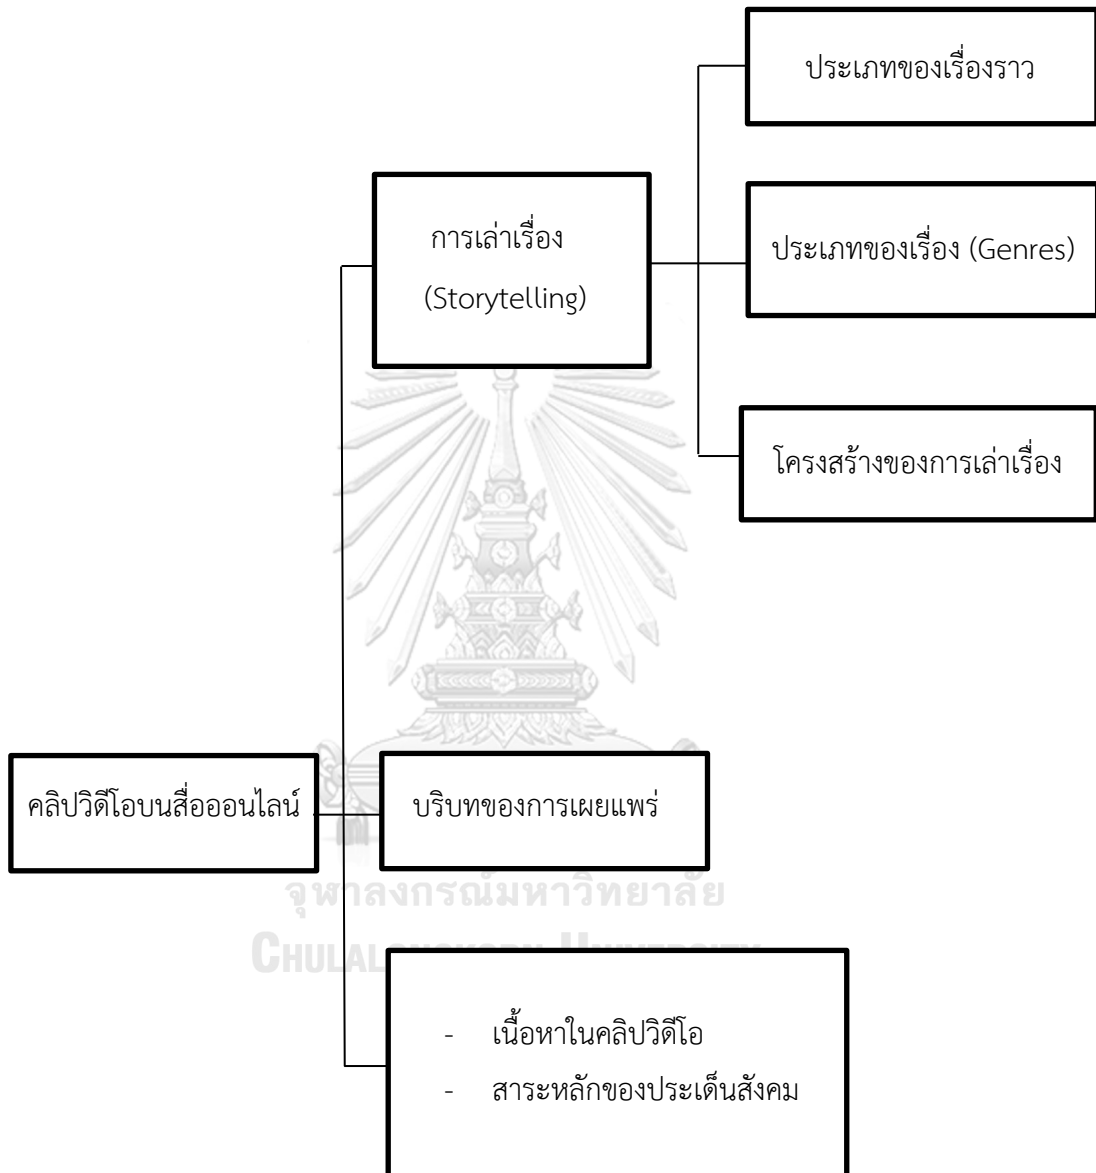 ประเภทของเรื่องราว
การเล่าเรื่อง
(Storytelling)
ประเภทของเรื่อง (Genres)
โครงสร้างของการเล่าเรื่อง
คลิปวิดีโอบนสื่อออนไลน์
บริบทของการเผยแพร่
จุฬาลงกรณ์มหาวิทยาลัย
CHULALONGKORN UNIVERSITY
- เนื้อหาในคลิปวิดีโอ
- สาระหลักของประเด็นสังคม